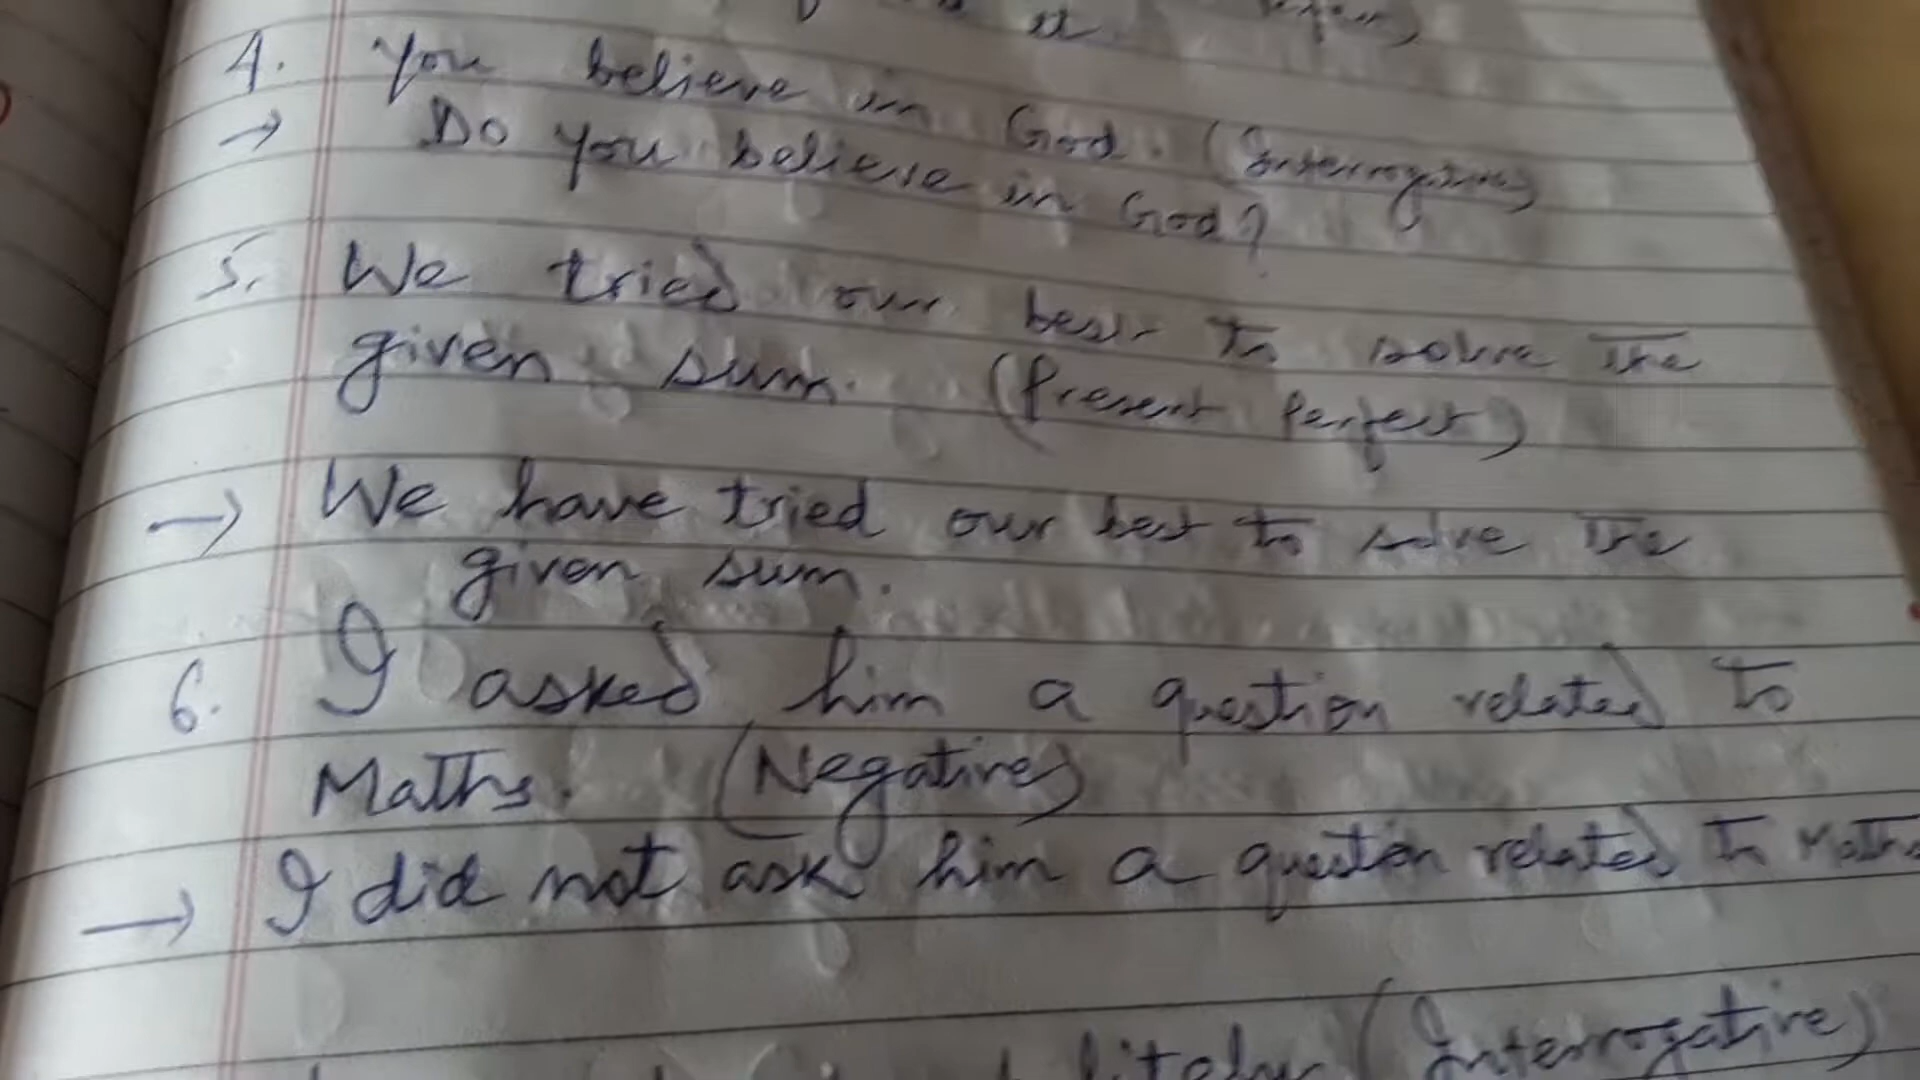 it.
4. You believe in God. (Interrogative)
→ Do you believe in God?
5. We tried our best to solve the
given sum. (Present Perfect)
→ We have tried our best to solve the
given sum.
6. I asked him a question related to
Maths. (Negative)
→ I did not ask him a question related to Maths
(Interrogative)